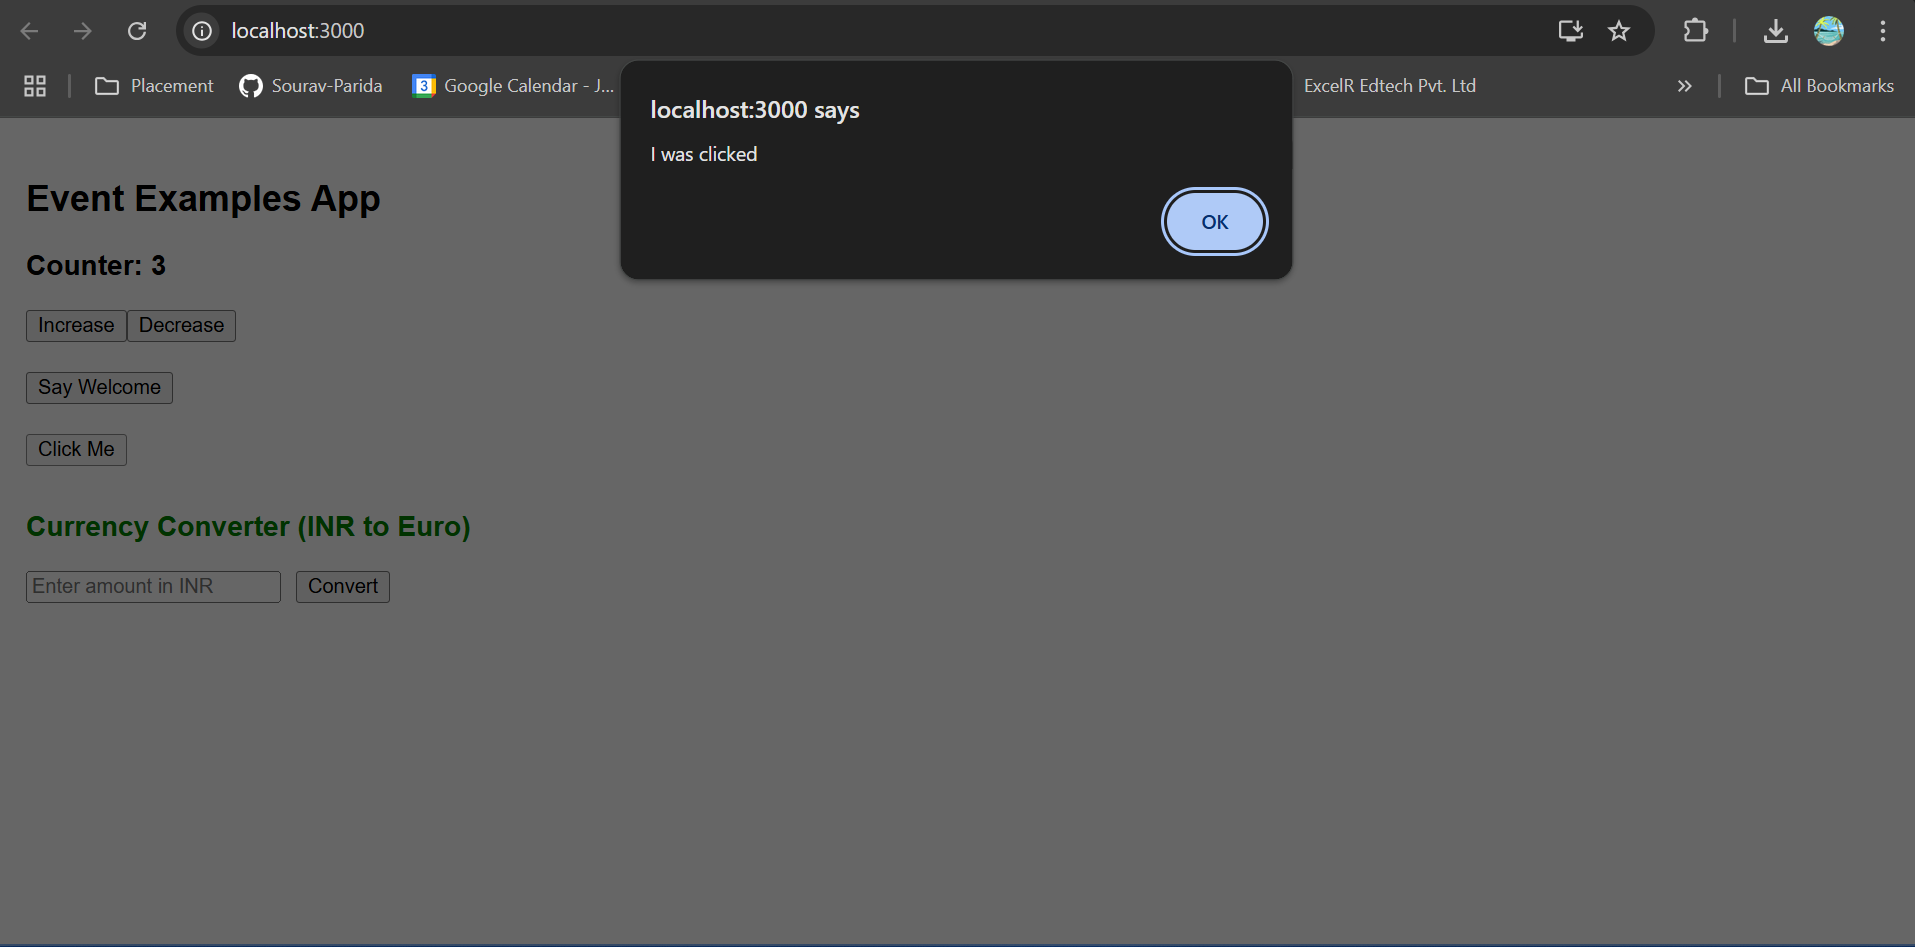 localhost:3000
Placement
Sourav-Parida
3
Google Calendar - J...
ExcelR Edtech Pvt. Ltd
All Bookmarks
localhost:3000 says
I was clicked
OK
Event Examples App
Counter: 3
Increase Decrease
Say Welcome
Click Me
Currency Converter (INR to Euro)
Enter amount in INR Convert